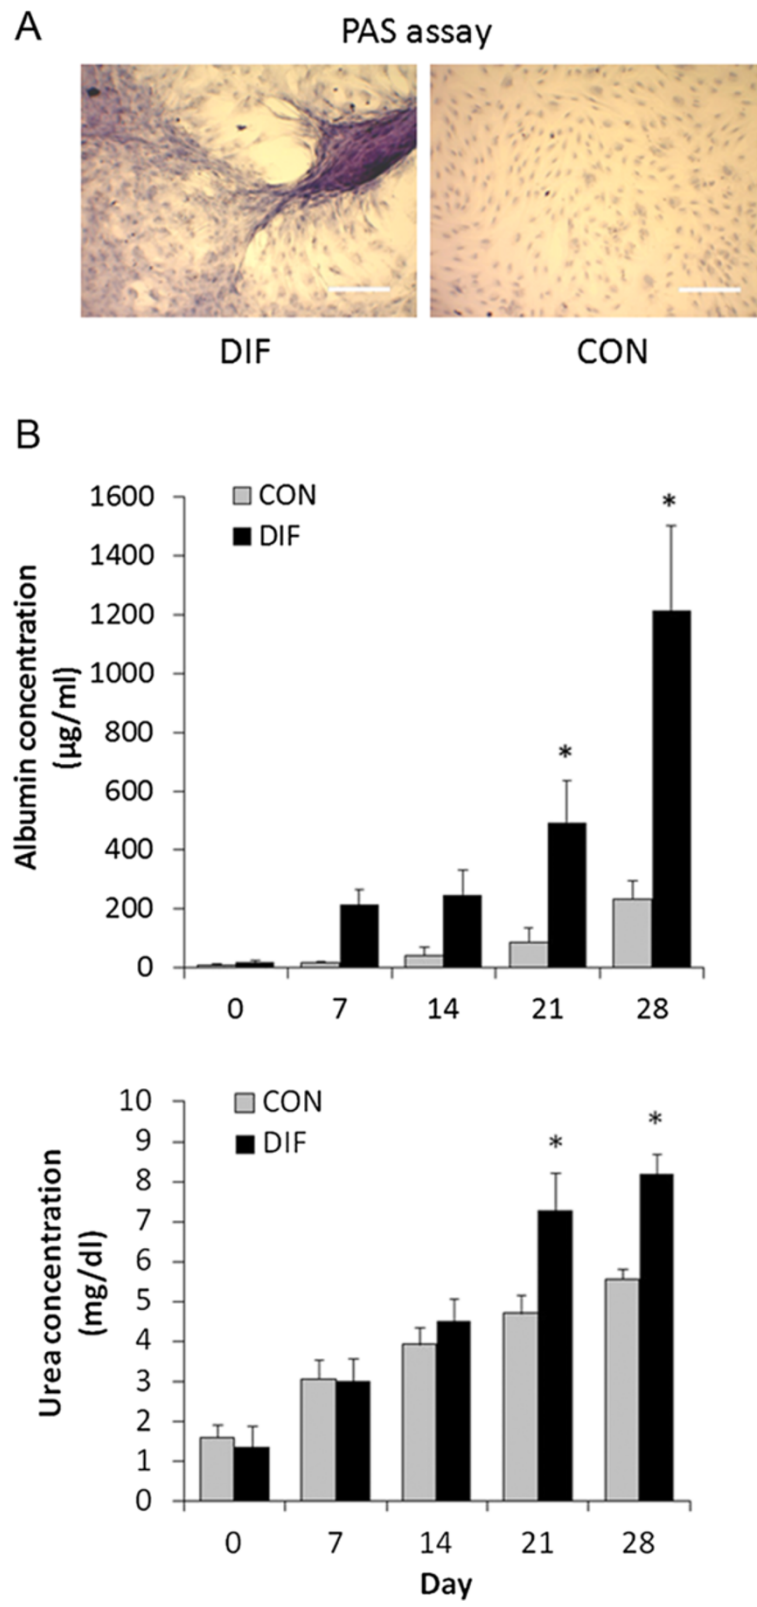 A
PAS assay
DIF CON
B
1600
1400
1200
1000
800
600
400
200
0
Albumin concentration
(µg/ml)
CON
DIF
*
*
0 7 14 21 28
10
9
8
7
6
5
4
3
2
1
0
Urea concentration
(mg/dl)
CON
DIF
*
*
0 7 14 21 28
Day